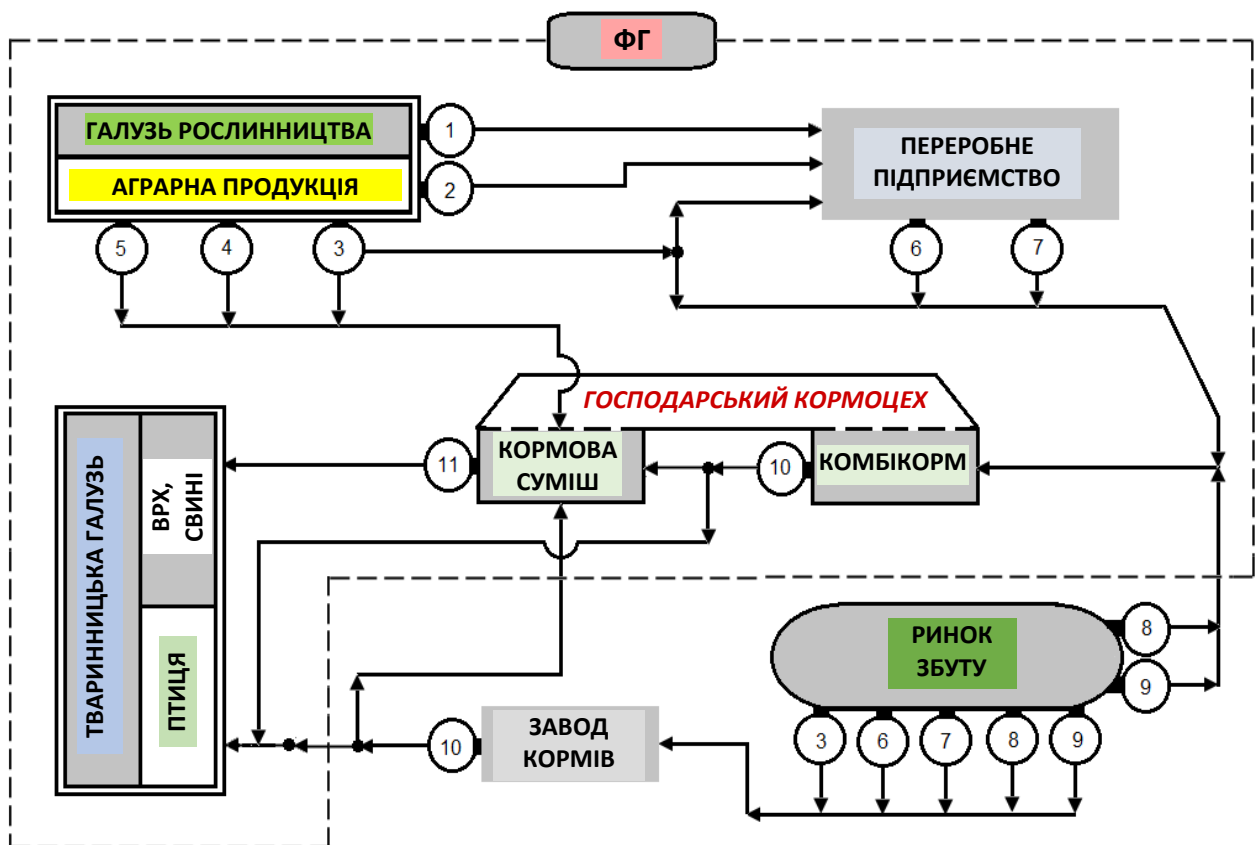 ФГ
ГАЛУЗЬ РОСЛИННИЦТВА
АГРАРНА ПРОДУКЦІЯ
1
2
ПЕРЕРОБНЕ
ПІДПРИЄМСТВО
5
4
3
6
7
ГОСПОДАРСЬКИЙ КОРМОЦЕХ
КОРМОВА
СУМІШ
11
10
КОМБІКОРМ
ТВАРИННИЦЬКА ГАЛУЗЬ
ВРХ,
СВИНІ
ПТИЦЯ
РИНОК
ЗБУТУ
8
9
ЗАВОД
КОРМІВ
10
3
6
7
8
9